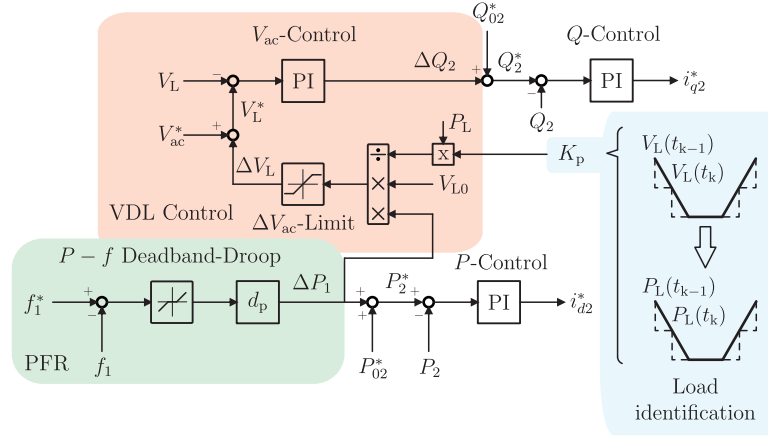 Q*02
Vac-Control
Q-Control
VL
−
PI
ΔQ2
+
Q*2
−
PI
i*q2
V*L
Q2
V*ac
+
PL
x
Kp
ΔVL
÷
×
×
VL0
ΔVac-Limit
VDL Control
VL(tk−1)
VL(tk)
P − f Deadband-Droop
P-Control
f*1
+
−
dp
ΔP1
+
+
P*2
+
−
PI
i*d2
PL(tk−1)
PL(tk)
PFR
f1
P*02
P2
Load
identification